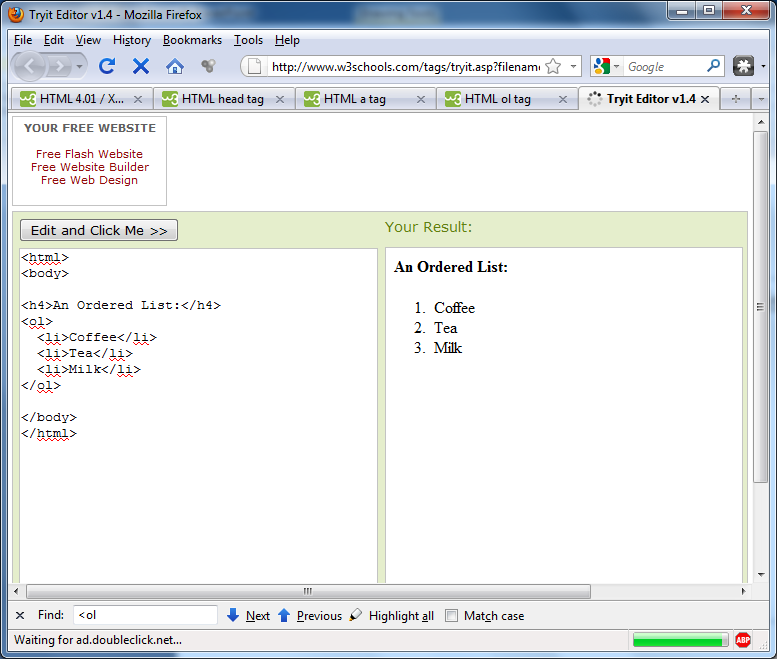 Tryit Editor v1.4 - Mozilla Firefox
File Edit View History Bookmarks Tools Help
http://www.w3schools.com/tags/tryit.asp?filenam
Google
HTML 4.01 / X... HTML head tag HTML a tag HTML ol tag Tryit Editor v1.4
YOUR FREE WEBSITE
Free Flash Website
Free Website Builder
Free Web Design
Edit and Click Me >>
Your Result:
<html>
<body>
<h4>An Ordered List:</h4>
<ol>
<li>Coffee</li>
<li>Tea</li>
<li>Milk</li>
</ol>
</body>
</html>
An Ordered List:
1. Coffee
2. Tea
3. Milk
Find: <ol Next Previous Highlight all Match case
Waiting for ad.doubleclick.net...
ABP